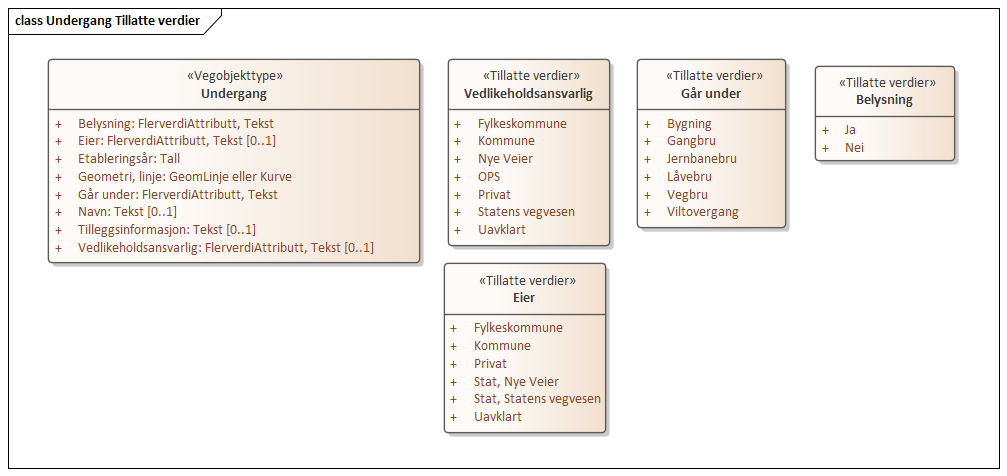 class Undergang Tillatte verdier
«Vegobjekttype»
Undergang
+ Belysning: FlerverdiAttributt, Tekst
+ Eier: FlerverdiAttributt, Tekst [0..1]
+ Etableringsår: Tall
+ Geometri, linje: GeomLinje eller Kurve
+ Går under: FlerverdiAttributt, Tekst
+ Navn: Tekst [0..1]
+ Tilleggsinformasjon: Tekst [0..1]
+ Vedlikeholdsansvarlig: FlerverdiAttributt, Tekst [0..1]
«Tillatte verdier»
Vedlikeholdsansvarlig
+ Fylkeskommune
+ Kommune
+ Nye Veier
+ OPS
+ Privat
+ Statens vegvesen
+ Uavklart
«Tillatte verdier»
Går under
+ Bygning
+ Gangbru
+ Jernbanebru
+ Låvebru
+ Vegbru
+ Viltovergang
«Tillatte verdier»
Belysning
+ Ja
+ Nei
«Tillatte verdier»
Eier
+ Fylkeskommune
+ Kommune
+ Privat
+ Stat, Nye Veier
+ Stat, Statens vegvesen
+ Uavklart